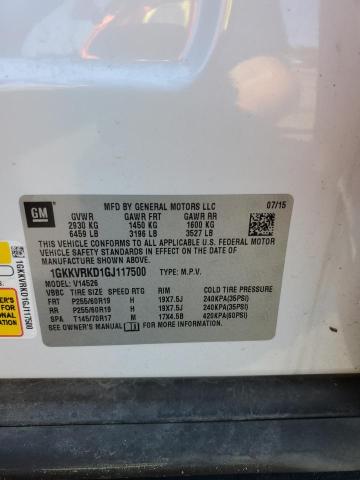 GM
MFD BY GENERAL MOTORS LLC 07/15
GVWR GAWR FRT GAWR RR
2930 KG 1450 KG 1600 KG
6459 LB 3196 LB 3527 LB
THIS VEHICLE CONFORMS TO ALL APPLICABLE U.S. FEDERAL MOTOR
VEHICLE SAFETY STANDARDS IN EFFECT ON THE DATE OF
MANUFACTURE SHOWN ABOVE.
1GKKVRKD1GJ117500 TYPE: M.P.V.
MODEL: V14526
VBBC TIRE SIZE SPEED RTG RIM COLD TIRE PRESSURE
FRT P255/60R19 H 19X7.5J 240KPA(35PSI)
RR P255/60R19 H 19X7.5J 240KPA(35PSI)
SPA T145/70R17 M 17X4.5B 420KPA(60PSI)
SEE OWNER'S MANUAL FOR MORE INFORMATION.
1GKKVRKD1GJ117500